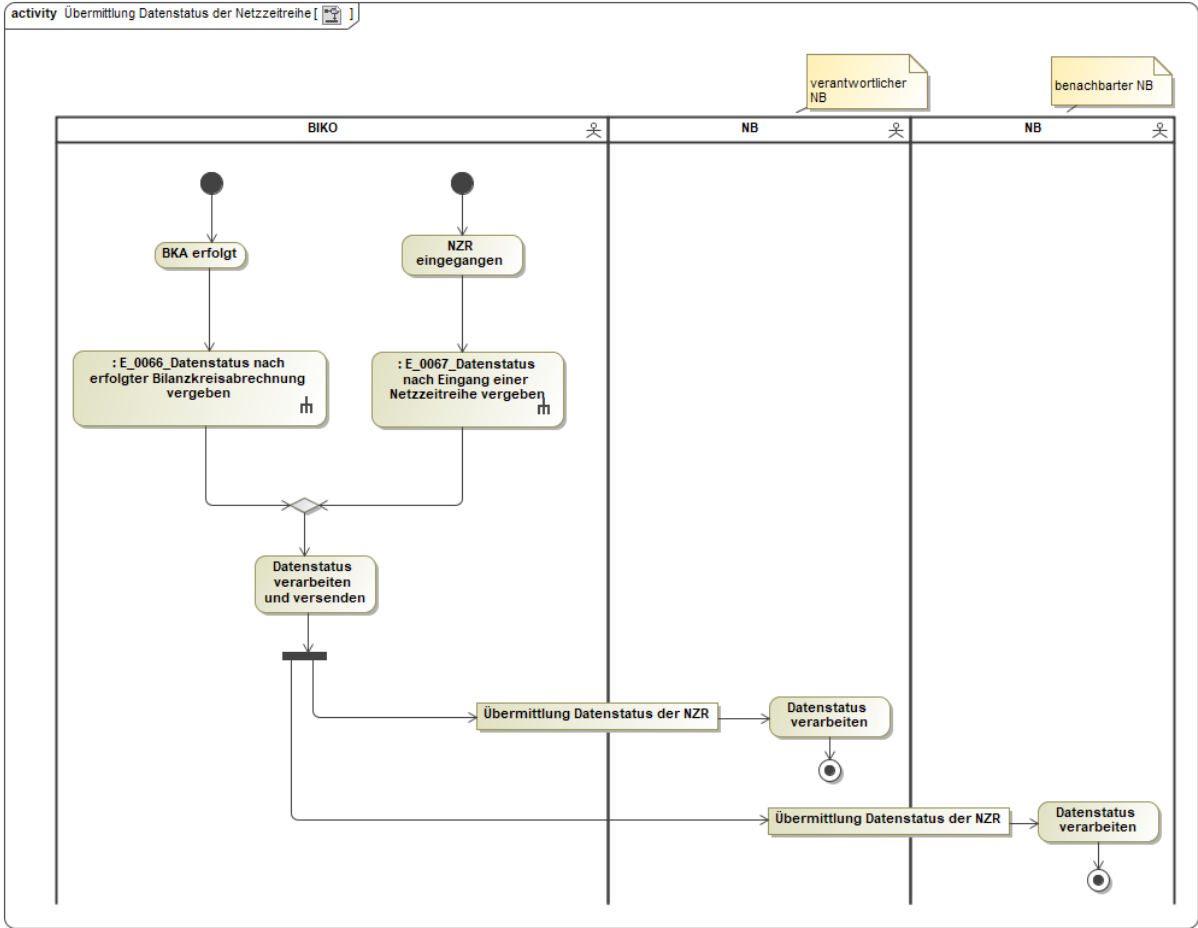 activity Übermittlung Datenstatus der Netzzeitreihe [ ]
verantwortlicher
NB
benachbarter NB
BIKO
NB
NB
BKA erfolgt
NZR
eingegangen
: E_0066_Datenstatus nach
erfolgter Bilanzkreisabrechnung
vergeben
: E_0067_Datenstatus
nach Eingang einer
Netzzeitreihe vergeben
Datenstatus
verarbeiten
und versenden
Übermittlung Datenstatus der NZR
Datenstatus
verarbeiten
Übermittlung Datenstatus der NZR
Datenstatus
verarbeiten